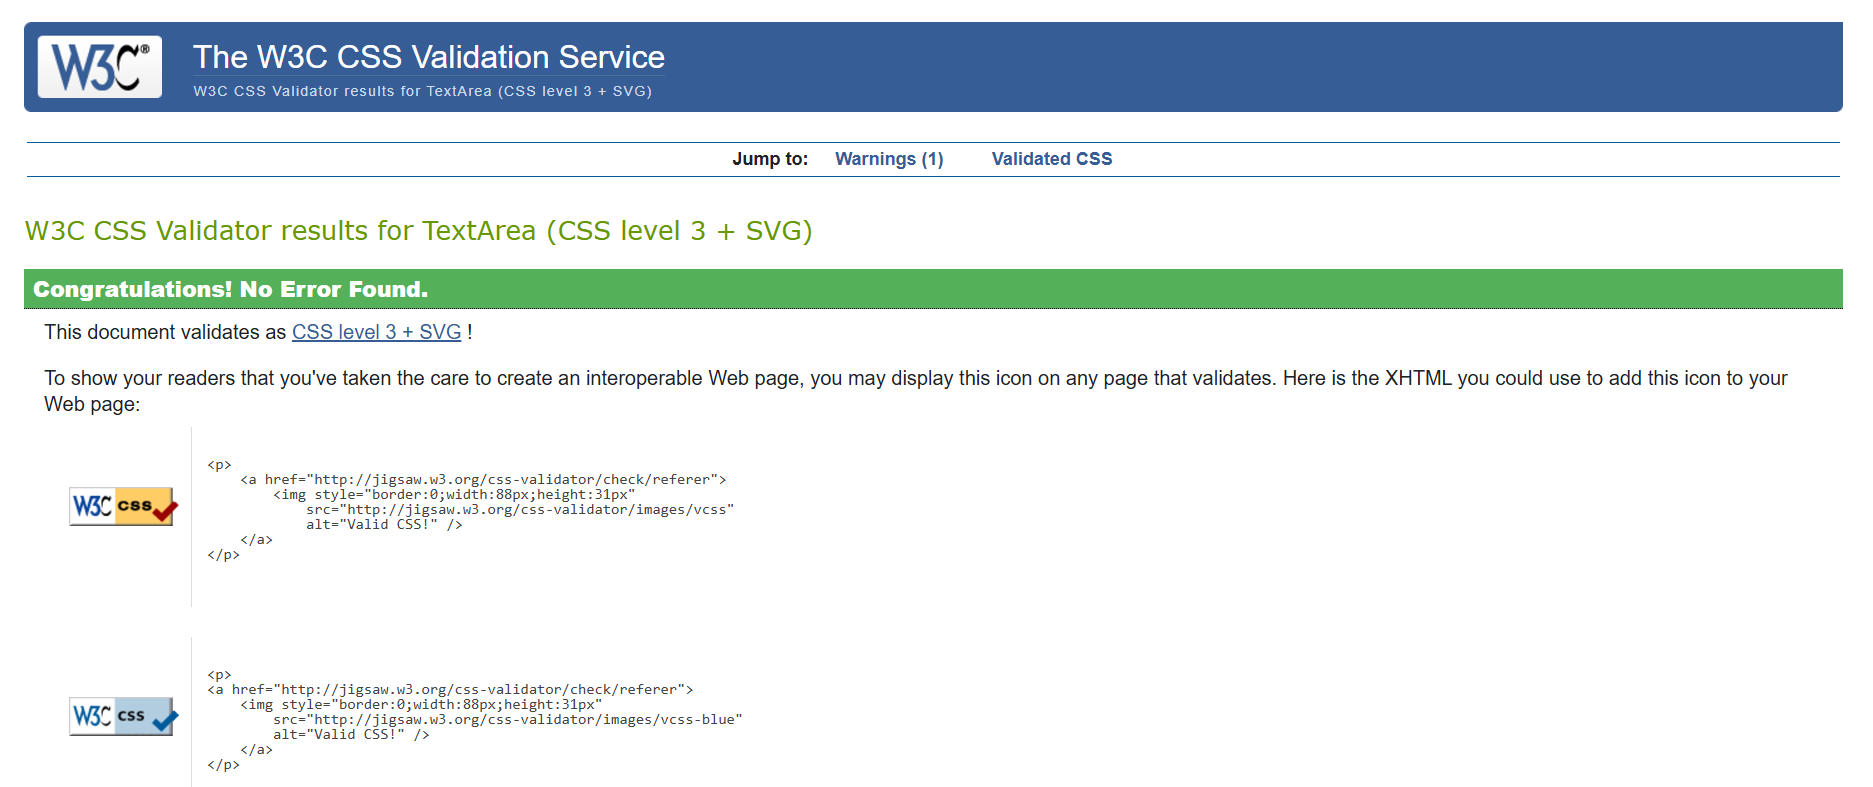 W3C®
The W3C CSS Validation Service
W3C CSS Validator results for TextArea (CSS level 3 + SVG)
Jump to: Warnings (1) Validated CSS
W3C CSS Validator results for TextArea (CSS level 3 + SVG)
Congratulations! No Error Found.
This document validates as CSS level 3 + SVG !
To show your readers that you've taken the care to create an interoperable Web page, you may display this icon on any page that validates. Here is the XHTML you could use to add this icon to your
Web page:
W3C css
<p>
    <a href="http://jigsaw.w3.org/css-validator/check/referer">
        <img style="border:0;width:88px;height:31px"
            src="http://jigsaw.w3.org/css-validator/images/vcss"
            alt="Valid CSS!" />
    </a>
</p>
W3C css
<p>
<a href="http://jigsaw.w3.org/css-validator/check/referer">
    <img style="border:0;width:88px;height:31px"
        src="http://jigsaw.w3.org/css-validator/images/vcss-blue"
        alt="Valid CSS!" />
    </a>
</p>